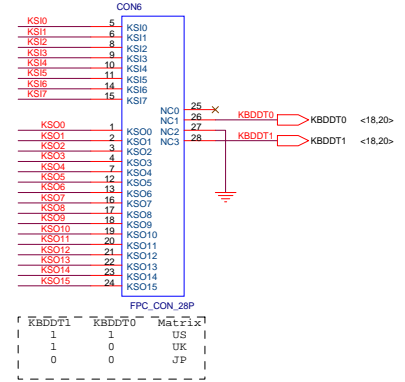 CON6
KSI0 5 KSI0
KSI1 6 KSI1
KSI2 8 KSI2
KSI3 9 KSI3
KSI4 10 KSI4
KSI5 11 KSI5
KSI6 14 KSI6
KSI7 15 KSI7
NC0 25
NC1 26 KBDDT0 KBDDT0 <18,20>
KSO0 1 KSO0 NC2 27
KSO1 2 KSO1 NC3 28 KBDDT1 KBDDT1 <18,20>
KSO2 3 KSO2
KSO3 4 KSO3
KSO4 7 KSO4
KSO5 12 KSO5
KSO6 13 KSO6
KSO7 16 KSO7
KSO8 17 KSO8
KSO9 18 KSO9
KSO10 19 KSO10
KSO11 20 KSO11
KSO12 21 KSO12
KSO13 22 KSO13
KSO14 23 KSO14
KSO15 24 KSO15
FPC_CON_28P
KBDDT1 KBDDT0 Matrix
1 1 US
1 0 UK
0 0 JP